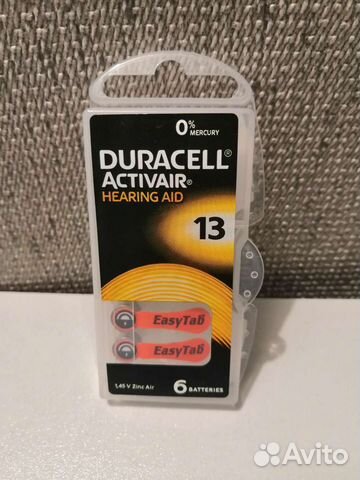 0% MERCURY
DURACELL®
ACTIVAIR®
HEARING AID
13
EasyTab
EasyTab
1,45 V Zinc Air
6 BATTERIES
Avito